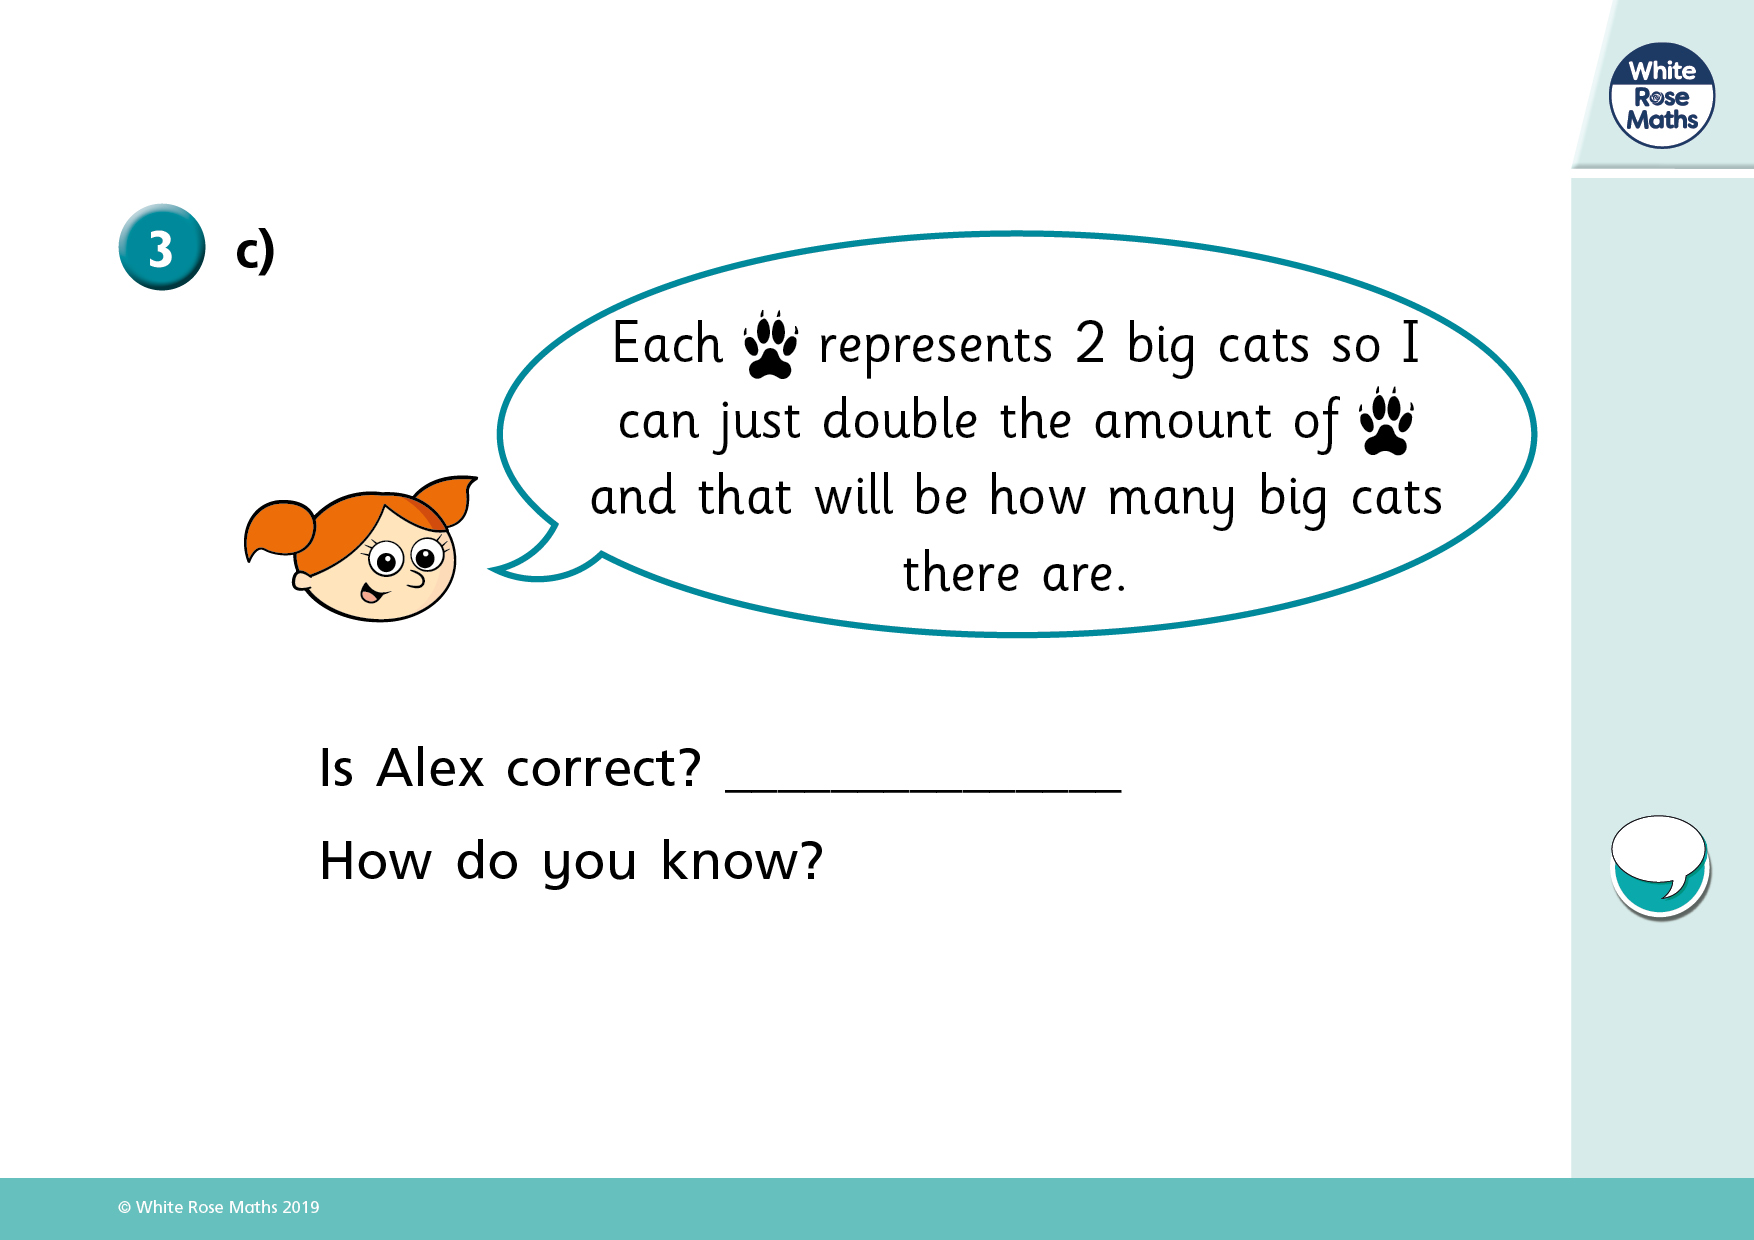 White
Rose
Maths
3 c)
Each represents 2 big cats so I
can just double the amount of
and that will be how many big cats
there are.
Is Alex correct? _______________
How do you know?
© White Rose Maths 2019